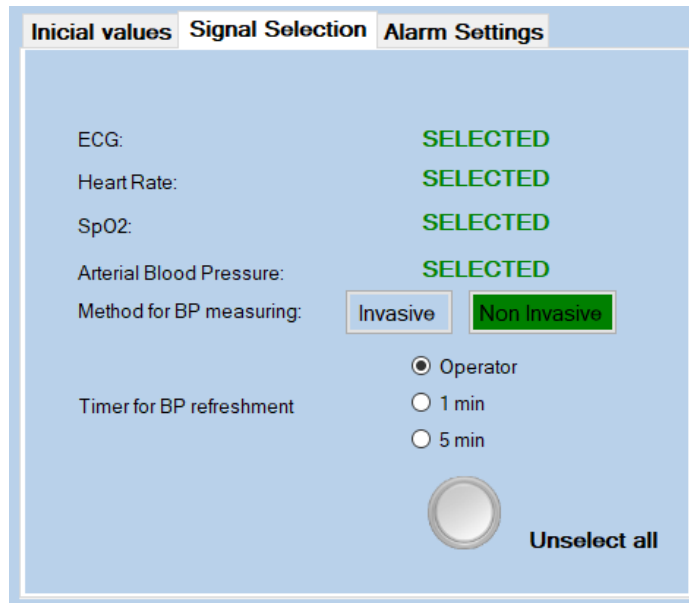 Inicial values Signal Selection Alarm Settings
ECG: SELECTED
Heart Rate: SELECTED
SpO2: SELECTED
Arterial Blood Pressure: SELECTED
Method for BP measuring: Invasive Non Invasive
Operator
Timer for BP refreshment 1 min
5 min
Unselect all